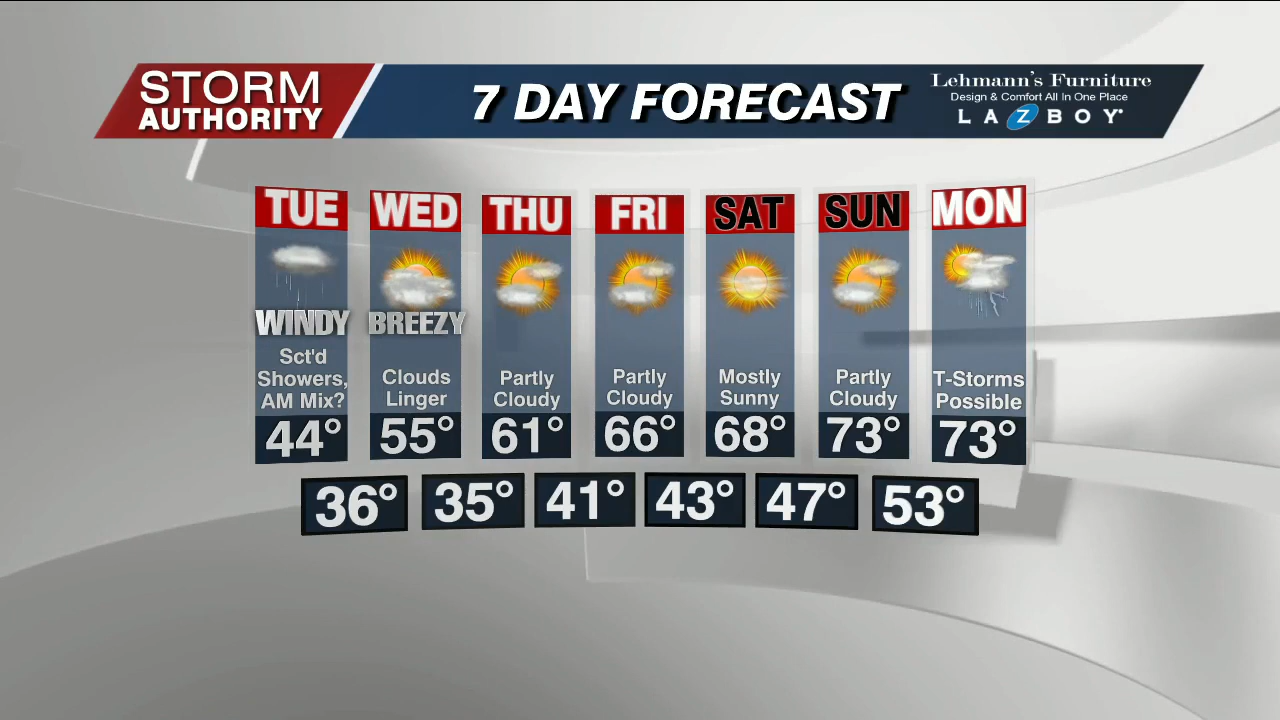 STORM
AUTHORITY
7 DAY FORECAST
Lehmann's Furniture
Design & Comfort All In One Place
LA Z BOY®
TUE
WINDY
Sct'd
Showers,
AM Mix?
44°
WED
BREEZY
Clouds
Linger
55°
THU
Partly
Cloudy
61°
FRI
Partly
Cloudy
66°
SAT
Mostly
Sunny
68°
SUN
Partly
Cloudy
73°
MON
T-Storms
Possible
73°
36°
35°
41°
43°
47°
53°